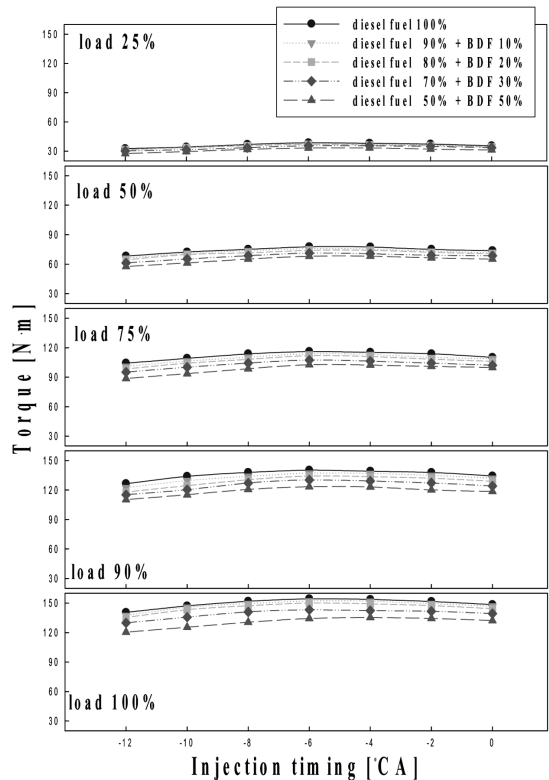 diesel fuel 100%
diesel fuel 90% + BDF 10%
diesel fuel 80% + BDF 20%
diesel fuel 70% + BDF 30%
diesel fuel 50% + BDF 50%
load 25%
150
120
90
60
30
load 50%
150
120
90
60
30
load 75%
150
120
90
60
30
150
120
90
60
30
load 90%
150
120
90
60
30
load 100%
Torque [N·m]
-12 -10 -8 -6 -4 -2 0
Injection timing [°CA]